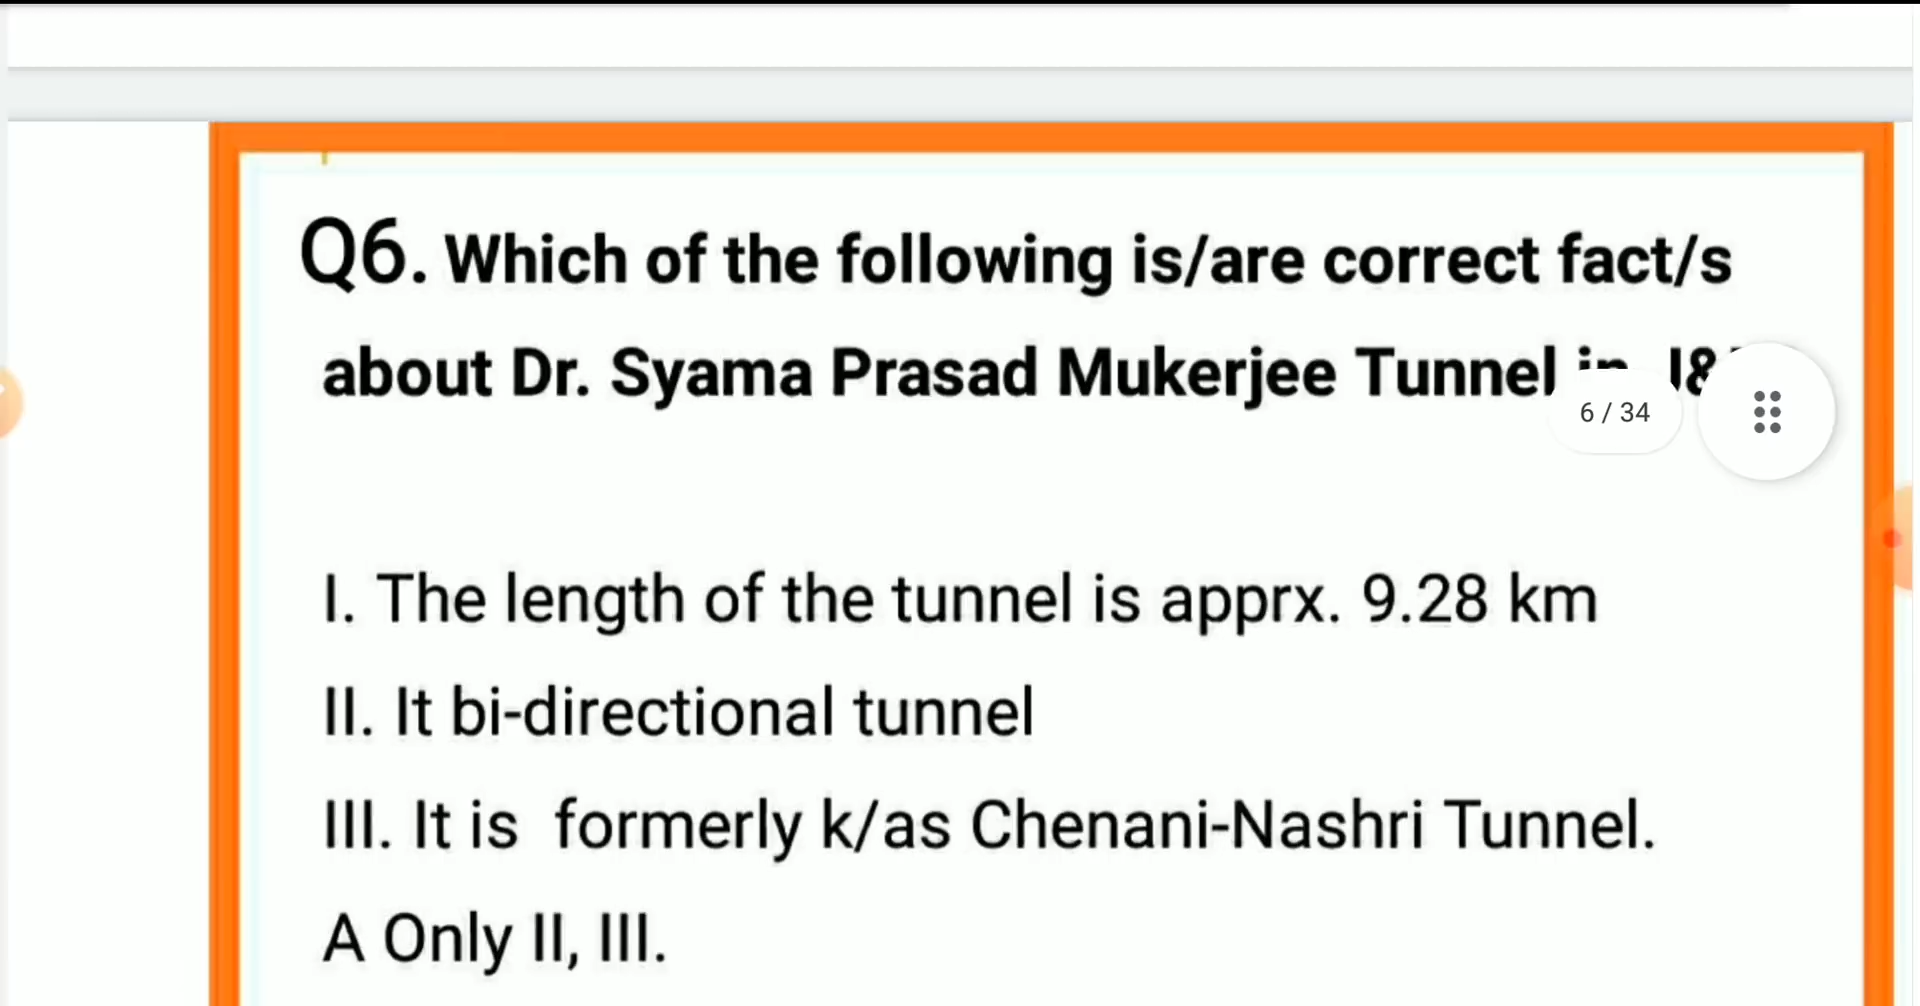 Q6. Which of the following is/are correct fact/s
about Dr. Syama Prasad Mukerjee Tunnel in J&
6 / 34
I. The length of the tunnel is apprx. 9.28 km
II. It bi-directional tunnel
III. It is formerly k/as Chenani-Nashri Tunnel.
A Only II, III.